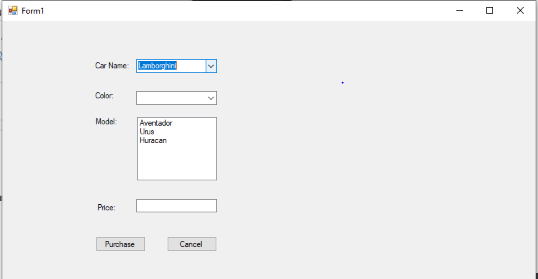 Form1
Car Name: Lamborghini
Color:
Model: Aventador
Urus
Huracan
Price:
Purchase Cancel